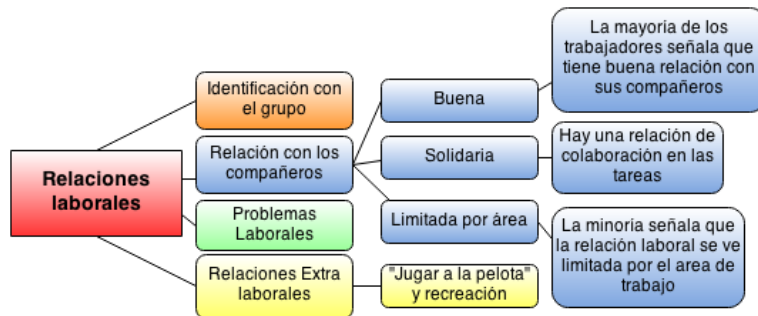 Relaciones
laborales
Identificación con
el grupo
Relación con los
compañeros
Problemas
Laborales
Relaciones Extra
laborales
Buena
Solidaria
Limitada por área
"Jugar a la pelota"
y recreación
La mayoría de los
trabajadores señala que
tiene buena relación con
sus compañeros
Hay una relación de
colaboración en las
tareas
La minoría señala que
la relación laboral se ve
limitada por el area de
trabajo